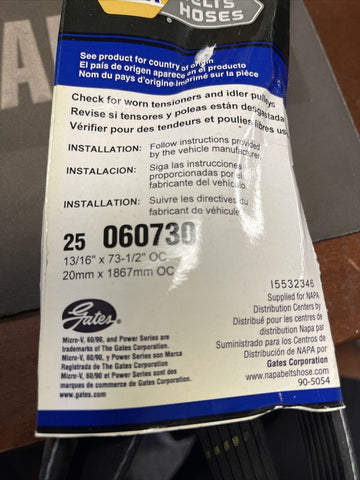 BELTS
HOSES
See product for country of origin
El país de origen aparece en el producto
Nom du pays d'origine imprimé sur la pièce
Check for worn tensioners and idler pulleys
Revise si tensores y poleas están desgastada
Vérifier pour des tendeurs et poulies libres us
INSTALLATION: Follow instructions provided
by the vehicle manufacturer.
INSTALACION: Siga las instrucciones
proporcionadas por el
fabricante del vehículo.
INSTALLATION: Suivre les directives du
fabricant de véhicule
25 060730
13/16" x 73-1/2" OC
20mm x 1867mm OC
Gates
Micro-V, 60/90, and Power Series are
trademarks of The Gates Corporation.
Micro-V, 60/90, y Power Series son Marca
Registrada de The Gates Corporation
Micro-V, 60/90 et Power Series sont des
marques de commerce de Gates Corporation.
15532346
Supplied for NAPA
Distribution Centers by
Distribué pour les centres de
distribution Napa par
Suministrado para los Centros de
Distribución de NAPA por
Gates Corporation
www.napabeltshose.com
90-5054